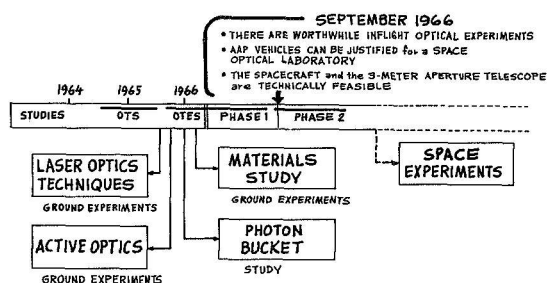 SEPTEMBER 1966
• THERE ARE WORTHWHILE INFLIGHT OPTICAL EXPERIMENTS
• AAP VEHICLES CAN BE JUSTIFIED for a SPACE
OPTICAL LABORATORY
• THE SPACECRAFT and the 3-METER APERTURE TELESCOPE
are TECHNICALLY FEASIBLE
1964 1965 1966
STUDIES OTS OTES PHASE 1 PHASE 2
LASER OPTICS
TECHNIQUES
GROUND EXPERIMENTS
MATERIALS
STUDY
GROUND EXPERIMENTS
SPACE
EXPERIMENTS
ACTIVE OPTICS
GROUND EXPERIMENTS
PHOTON
BUCKET
STUDY